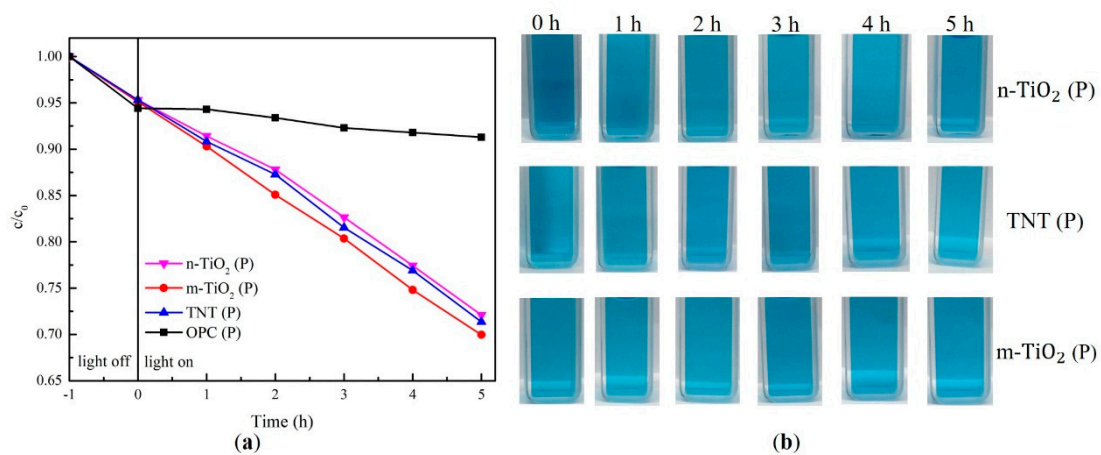 1.00
0.95
0.90
0.85
0.80
0.75
0.70
0.65
c/c₀
n-TiO₂ (P)
m-TiO₂ (P)
TNT (P)
OPC (P)
light off light on
-1 0 1 2 3 4 5
Time (h)
(a)
0 h 1 h 2 h 3 h 4 h 5 h
n-TiO₂ (P)
TNT (P)
m-TiO₂ (P)
(b)